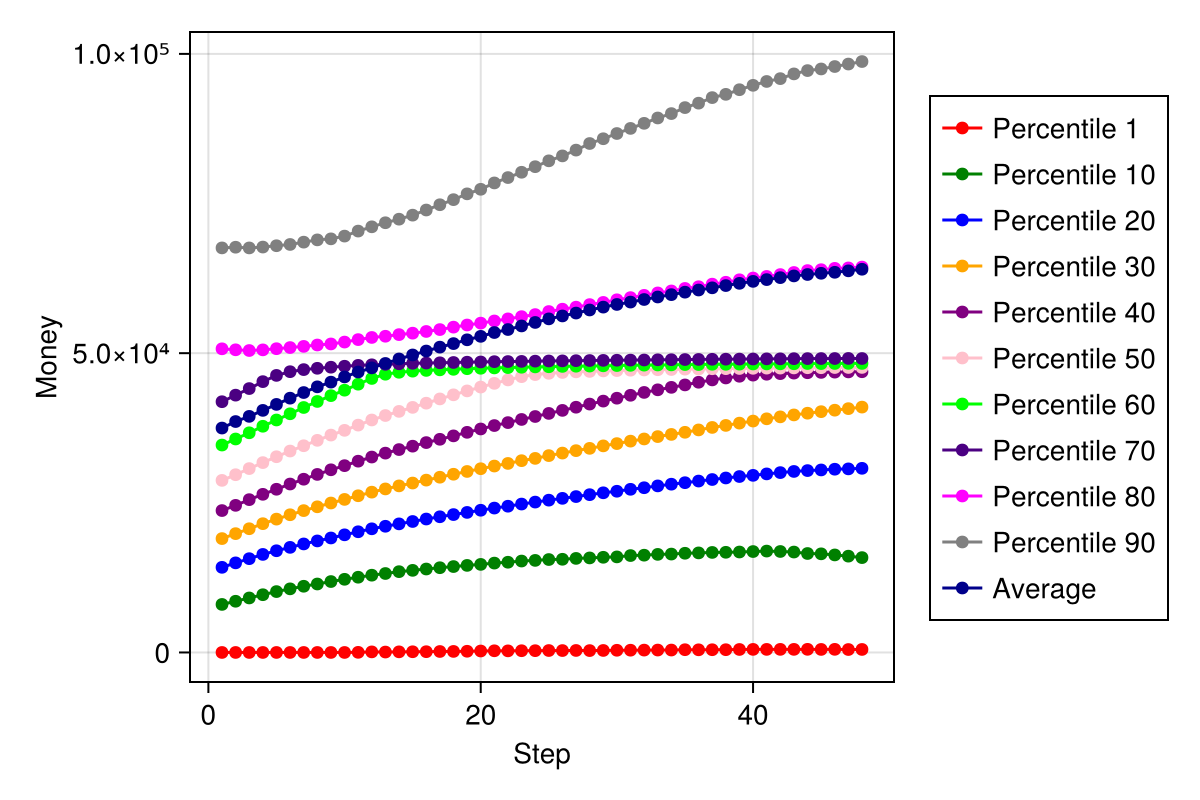 1.0×10⁵
5.0×10⁴
0
Money
0
20
40
Step
Percentile 1
Percentile 10
Percentile 20
Percentile 30
Percentile 40
Percentile 50
Percentile 60
Percentile 70
Percentile 80
Percentile 90
Average